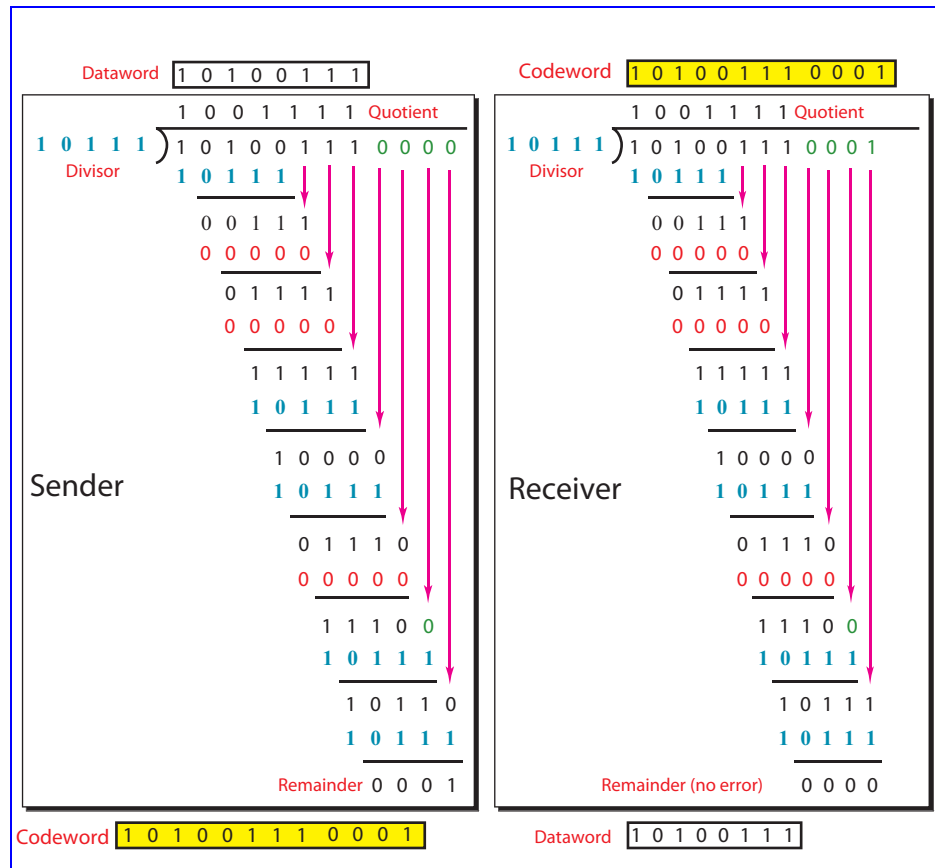 Dataword 1 0 1 0 0 1 1 1
1 0 0 1 1 1 1 Quotient
1 0 1 1 1 1 0 1 0 0 1 1 1 0 0 0 0
Divisor 1 0 1 1 1
0 0 1 1 1
0 0 0 0 0
0 1 1 1 1
0 0 0 0 0
1 1 1 1 1
1 0 1 1 1
1 0 0 0 0
Sender 1 0 1 1 1
0 1 1 1 0
0 0 0 0 0
1 1 1 0 0
1 0 1 1 1
1 0 1 1 0
1 0 1 1 1
Remainder 0 0 0 1
Codeword 1 0 1 0 0 1 1 1 0 0 0 1
Codeword 1 0 1 0 0 1 1 1 0 0 0 1
1 0 0 1 1 1 1 Quotient
1 0 1 1 1 1 0 1 0 0 1 1 1 0 0 0 1
Divisor 1 0 1 1 1
0 0 1 1 1
0 0 0 0 0
0 1 1 1 1
0 0 0 0 0
1 1 1 1 1
1 0 1 1 1
1 0 0 0 0
Receiver 1 0 1 1 1
0 1 1 1 0
0 0 0 0 0
1 1 1 0 0
1 0 1 1 1
1 0 1 1 1
1 0 1 1 1
Remainder (no error) 0 0 0 0
Dataword 1 0 1 0 0 1 1 1